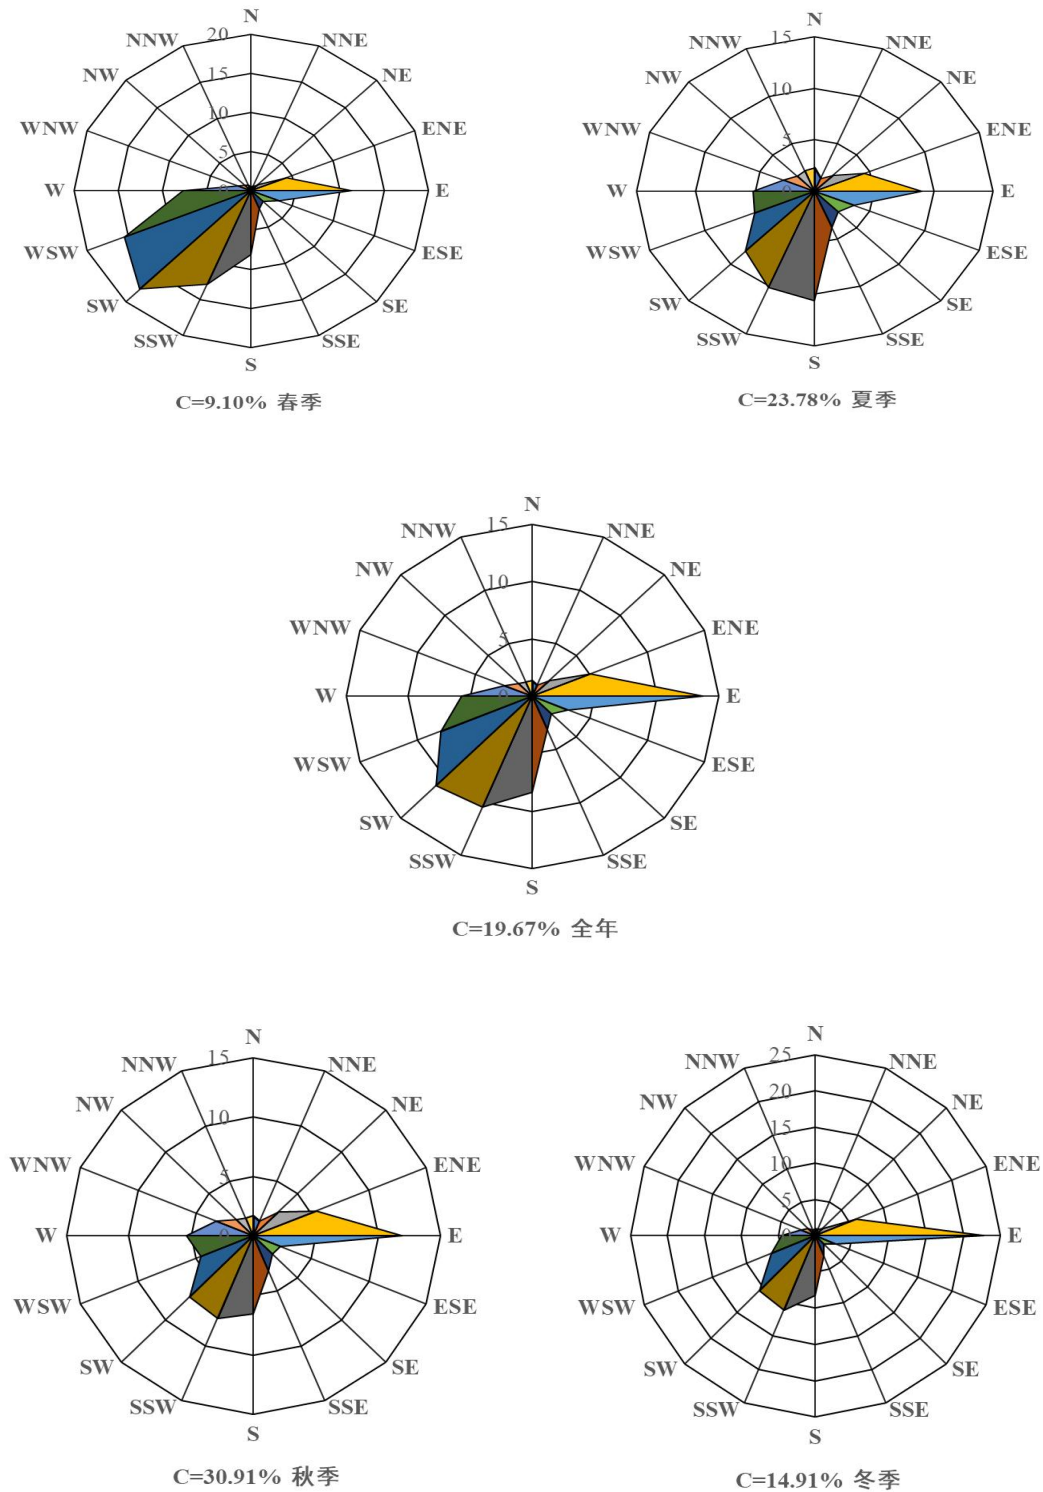 N
20
NNW
NNE
15
NW
NE
10
WNW
ENE
5
0
W
E
WSW
ESE
SW
SE
SSW
SSE
S
C=9.10% 春季
N
15
NNW
NNE
10
NW
NE
WNW
ENE
5
W
E
WSW
ESE
SW
SE
SSW
SSE
S
C=23.78% 夏季
N
15
NNW
NNE
10
NW
NE
WNW
ENE
5
0
W
E
WSW
ESE
SW
SE
SSW
SSE
S
C=19.67% 全年
N
15
NNW
NNE
10
NW
NE
WNW
ENE
5
0
W
E
WSW
ESE
SW
SE
SSW
SSE
S
C=30.91% 秋季
N
25
NNW
NNE
20
NW
NE
15
WNW
ENE
10
5
0
W
E
WSW
ESE
SW
SE
SSW
SSE
S
C=14.91% 冬季